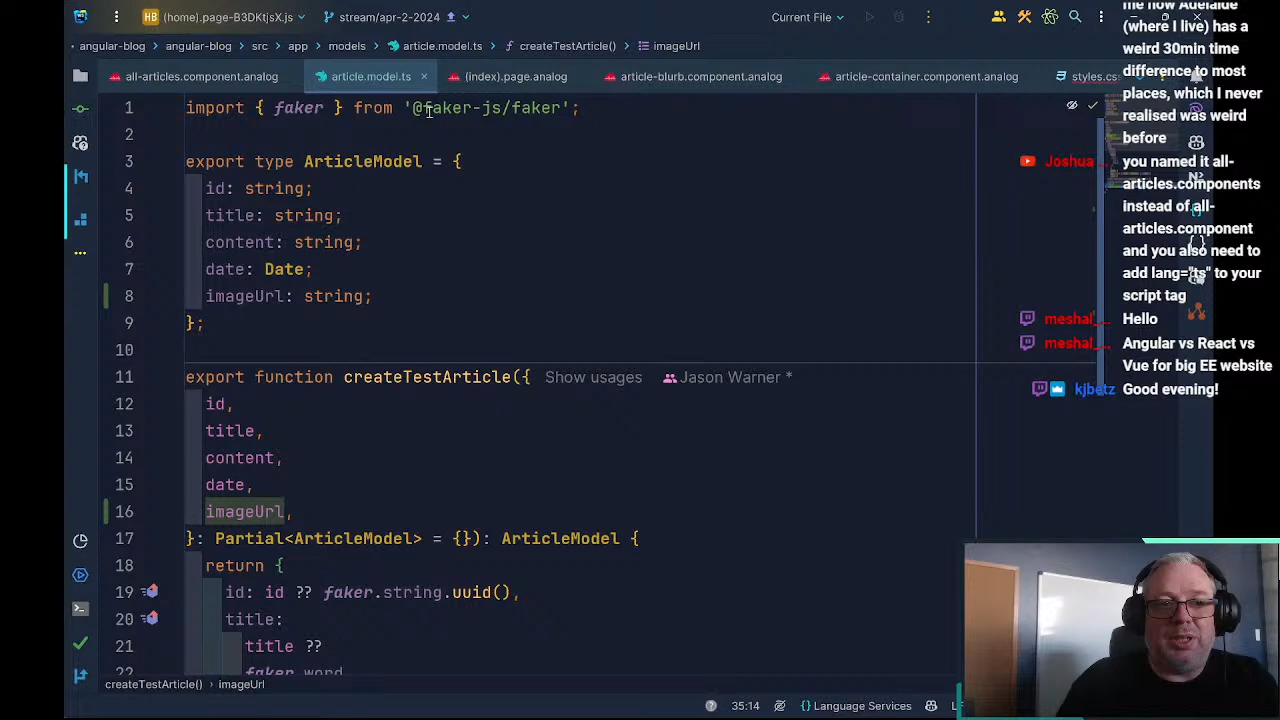 HB (home).page-B3DKtjsX.js
stream/apr-2-2024
Current File
angular-blog
angular-blog
src
app
models
article.model.ts
createTestArticle()
imageUrl
all-articles.component.analog
article.model.ts
(index).page.analog
article-blurb.component.analog
article-container.component.analog
styles.cs
1 import { faker } from '@faker-js/faker';
2
3 export type ArticleModel = {
4 id: string;
5 title: string;
6 content: string;
7 date: Date;
8 imageUrl: string;
9 };
10
11 export function createTestArticle({ Show usages Jason Warner *
12 id,
13 title,
14 content,
15 date,
16 imageUrl,
17 }: Partial<ArticleModel> = {}): ArticleModel {
18 return {
19 id: id ?? faker.string.uuid(),
20 title:
21 title ??
22 faker.word
createTestArticle()
imageUrl
35:14
{} Language Services
me how Adelaide
(where I live) has a
weird 30min time
difference to most
places, which I never
realised was weird
before
Joshua
you named it all-
articles.components
instead of all-
articles.component
and you also need to
add lang="ts" to your
script tag
meshal_... Hello
meshal_... Angular vs React vs
Vue for big EE website
kjbetz Good evening!